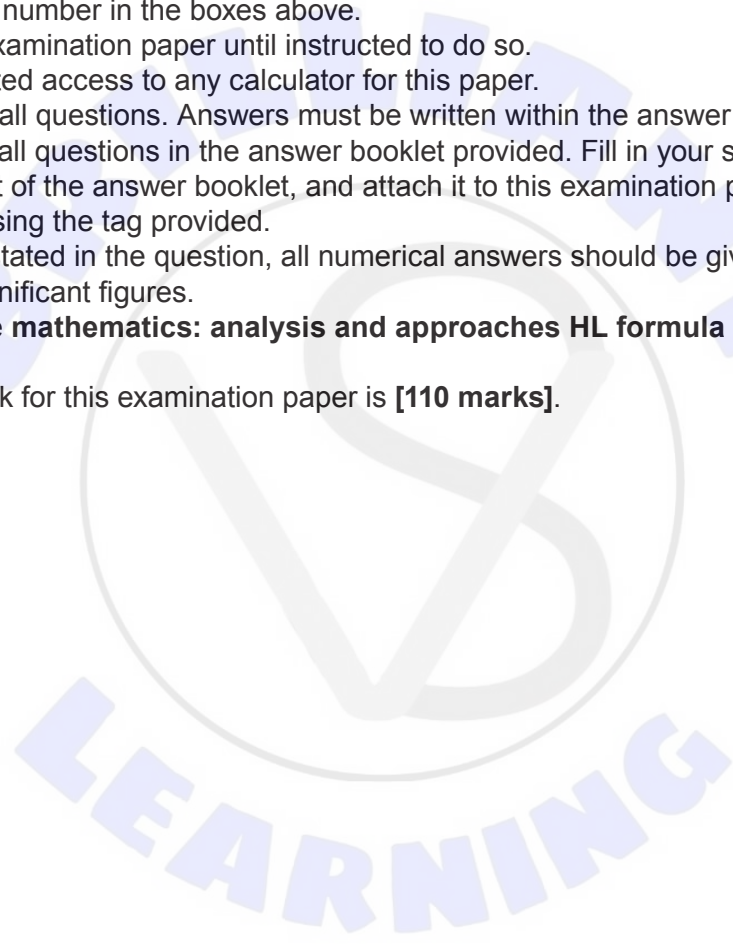 number in the boxes above.
xamination paper until instructed to do so.
ted access to any calculator for this paper.
all questions. Answers must be written within the answer
all questions in the answer booklet provided. Fill in your s
t of the answer booklet, and attach it to this examination p
sing the tag provided.
tated in the question, all numerical answers should be giv
nificant figures.
e mathematics: analysis and approaches HL formula
k for this examination paper is [110 marks].
BRILLIANT
VS
LEARNING